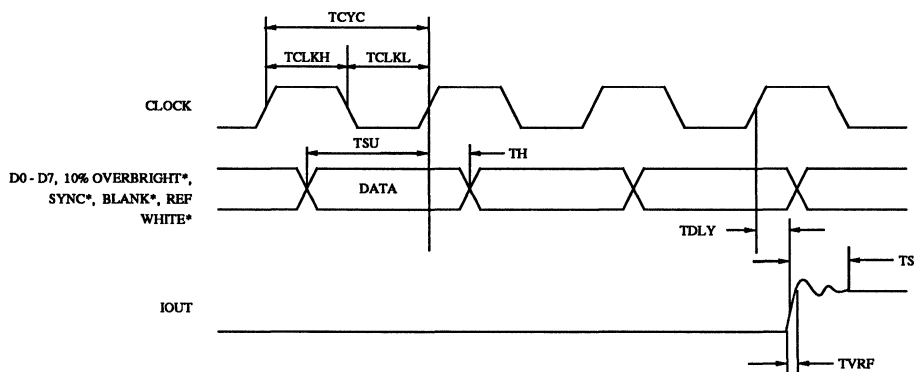 TCYC
TCLKH
TCLKL
CLOCK
TSU
TH
D0 - D7, 10% OVERBRIGHT*,
SYNC*, BLANK*, REF
WHITE*
DATA
TDLY
TS
IOUT
TVRF